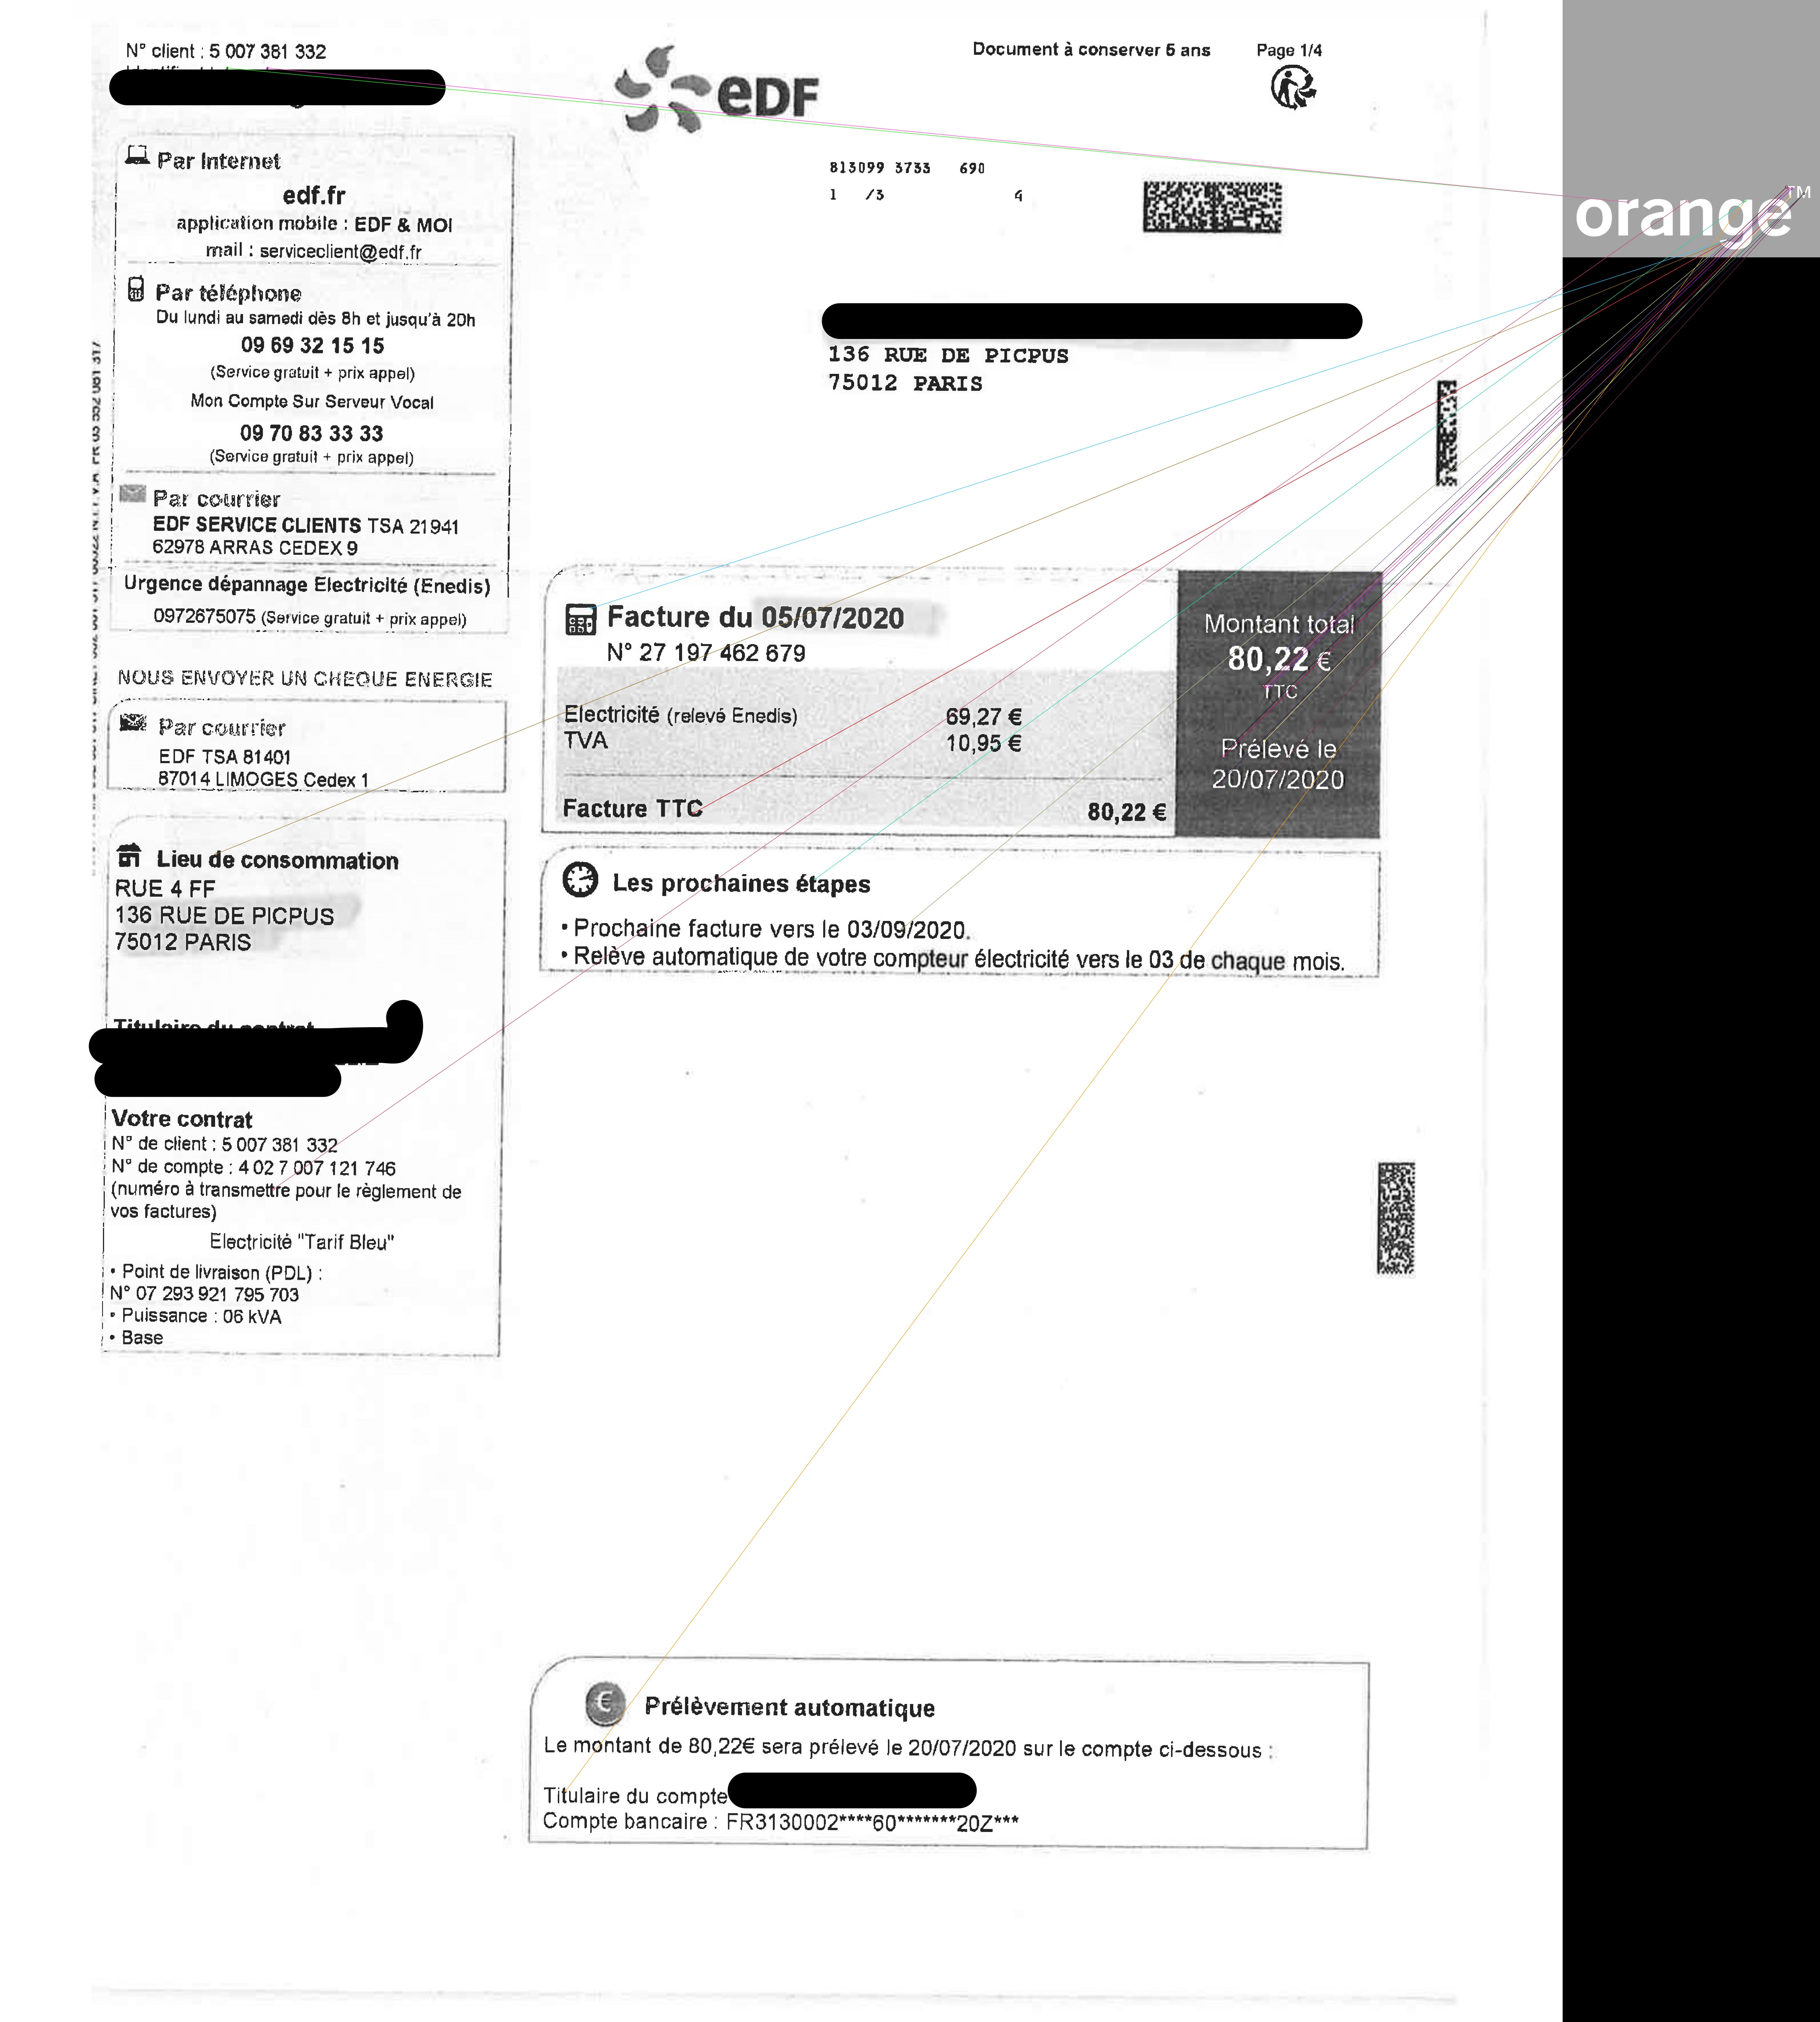 N° client : 5 007 381 332
edf
Document à conserver 5 ans
Page 1/4
Par Internet
edf.fr
application mobile : EDF & MOI
mail : serviceclient@edf.fr
Par téléphone
Du lundi au samedi dès 8h et jusqu'à 20h
09 69 32 15 15
(Service gratuit + prix appel)
Mon Compte Sur Serveur Vocal
09 70 83 33 33
(Service gratuit + prix appel)
Par courrier
EDF SERVICE CLIENTS TSA 21941
62978 ARRAS CEDEX 9
Urgence dépannage Electricité (Enedis)
0972675075 (Service gratuit + prix appel)
NOUS ENVOYER UN CHEQUE ENERGIE
Par courrier
EDF TSA 81401
87014 LIMOGES Cedex 1
Lieu de consommation
RUE 4 FF
136 RUE DE PICPUS
75012 PARIS
Titulaire du contrat
Votre contrat
N° de client : 5 007 381 332
N° de compte : 4 02 7 007 121 746
(numéro à transmettre pour le règlement de
vos factures)
Electricité "Tarif Bleu"
• Point de livraison (PDL) :
N° 07 293 921 795 703
• Puissance : 06 kVA
• Base
813099 3733 690
1 /3 4
136 RUE DE PICPUS
75012 PARIS
Facture du 05/07/2020
N° 27 197 462 679
Electricité (relevé Enedis) 69,27 €
TVA 10,95 €
Facture TTC 80,22 €
Montant total
80,22 €
TTC
Prélevé le
20/07/2020
Les prochaines étapes
• Prochaine facture vers le 03/09/2020.
• Relève automatique de votre compteur électricité vers le 03 de chaque mois.
€ Prélèvement automatique
Le montant de 80,22€ sera prélevé le 20/07/2020 sur le compte ci-dessous :
Titulaire du compte
Compte bancaire : FR3130002****60*******20Z***
orange™